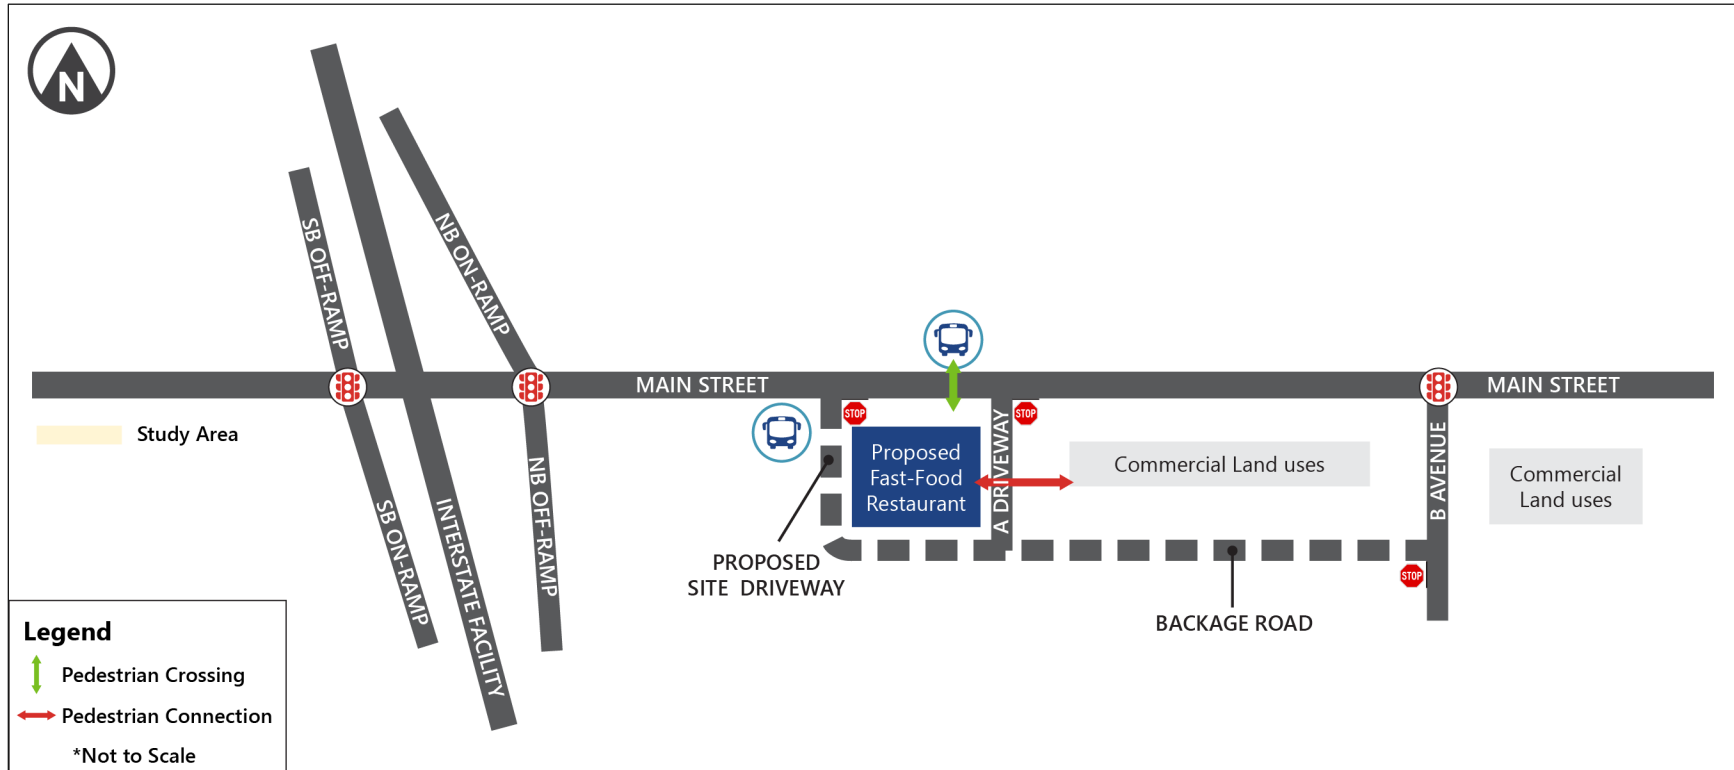 N
SB OFF-RAMP
NB ON-RAMP
MAIN STREET
MAIN STREET
STOP
STOP
Study Area
A DRIVEWAY
B AVENUE
Proposed
Fast-Food
Restaurant
Commercial Land uses
Commercial
Land uses
SB ON-RAMP
INTERSTATE FACILITY
NB OFF-RAMP
PROPOSED
SITE DRIVEWAY
STOP
BACKAGE ROAD
Legend
Pedestrian Crossing
Pedestrian Connection
*Not to Scale